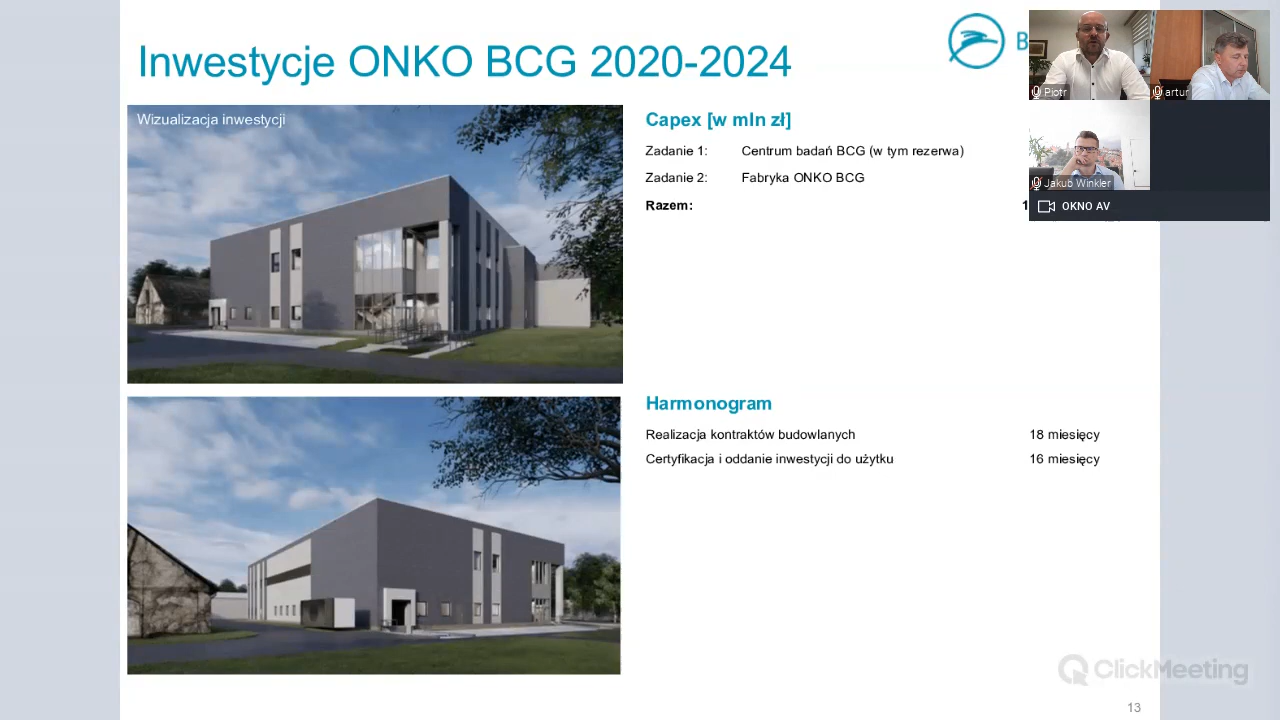 Inwestycje ONKO BCG 2020-2024
B
Piotr
artur
Jakub Winkler
OKNO AV
Wizualizacja inwestycji
Capex [w mln zł]
Zadanie 1: Centrum badań BCG (w tym rezerwa)
Zadanie 2: Fabryka ONKO BCG
Razem: 1
Harmonogram
Realizacja kontraktów budowlanych 18 miesięcy
Certyfikacja i oddanie inwestycji do użytku 16 miesięcy
ClickMeeting
13